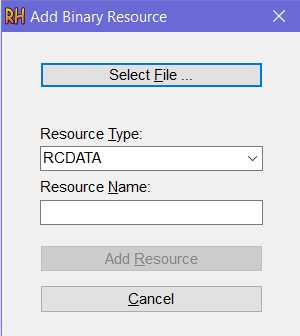 RH Add Binary Resource
Select File ...
Resource Type:
RCDATA
Resource Name:
Add Resource
Cancel